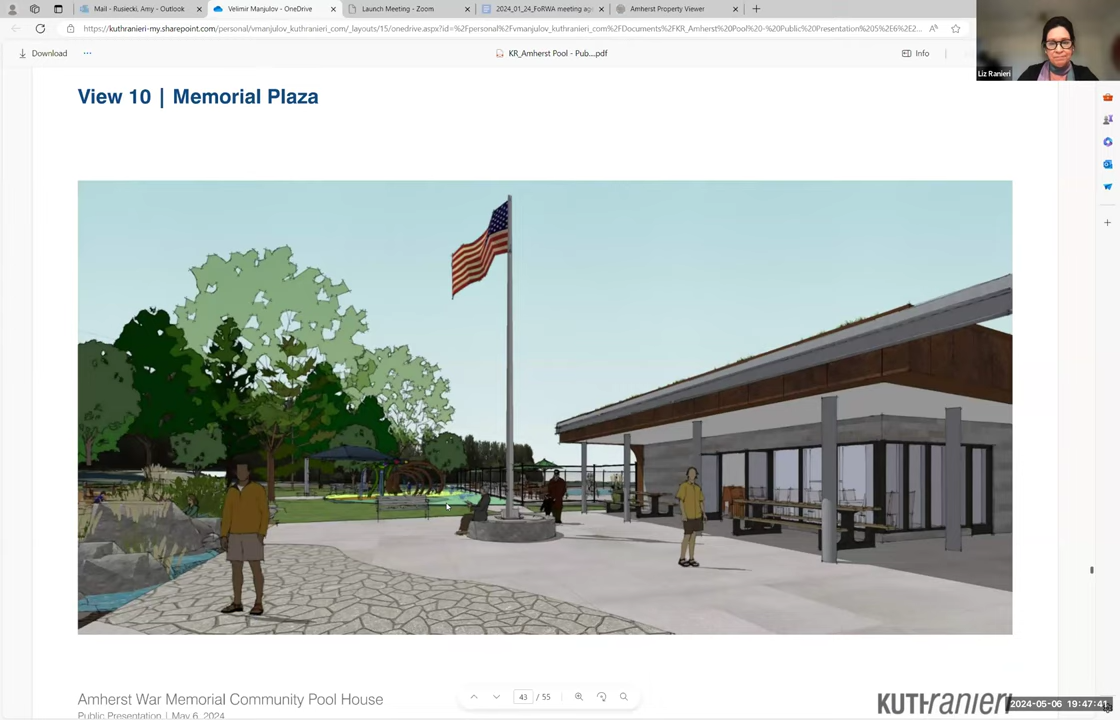 Mail - Rusiecki, Amy - Outlook
Velimir Manjulov - OneDrive
Launch Meeting - Zoom
2024_01_24_FoRWA meeting ag
Amherst Property Viewer
https://kuthranieri-my.sharepoint.com/personal/vmanjulov_kuthranieri_com/_layouts/15/onedrive.aspx?id=%2Fpersonal%2Fvmanjulov_kuthranieri_com%2FDocuments%2FKR_Amherst%20Pool%20-%20Public%20Presentation%205%2E6%2E2...
Download
KR_Amherst Pool - Pub....pdf
Info
Liz Ranieri
View 10 | Memorial Plaza
Amherst War Memorial Community Pool House
Public Presentation | May 6, 2024
43 / 55
KUTH ranieri
2024-05-06 19:47:41